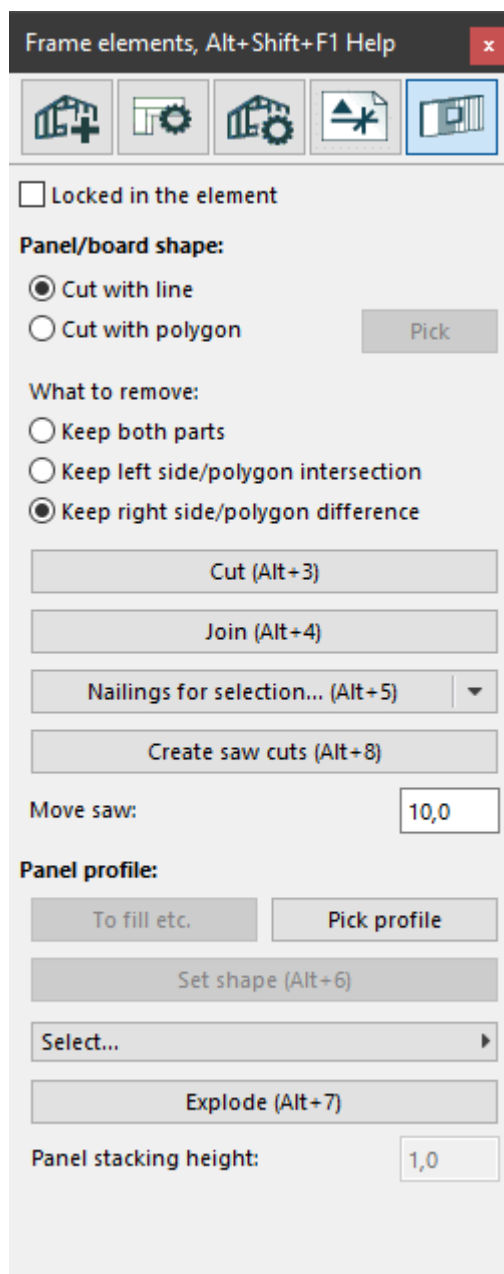 Frame elements, Alt+Shift+F1 Help
x
Locked in the element
Panel/board shape:
Cut with line
Cut with polygon
Pick
What to remove:
Keep both parts
Keep left side/polygon intersection
Keep right side/polygon difference
Cut (Alt+3)
Join (Alt+4)
Nailings for selection... (Alt+5)
Create saw cuts (Alt+8)
Move saw:
10,0
Panel profile:
To fill etc.
Pick profile
Set shape (Alt+6)
Select...
Explode (Alt+7)
Panel stacking height:
1,0